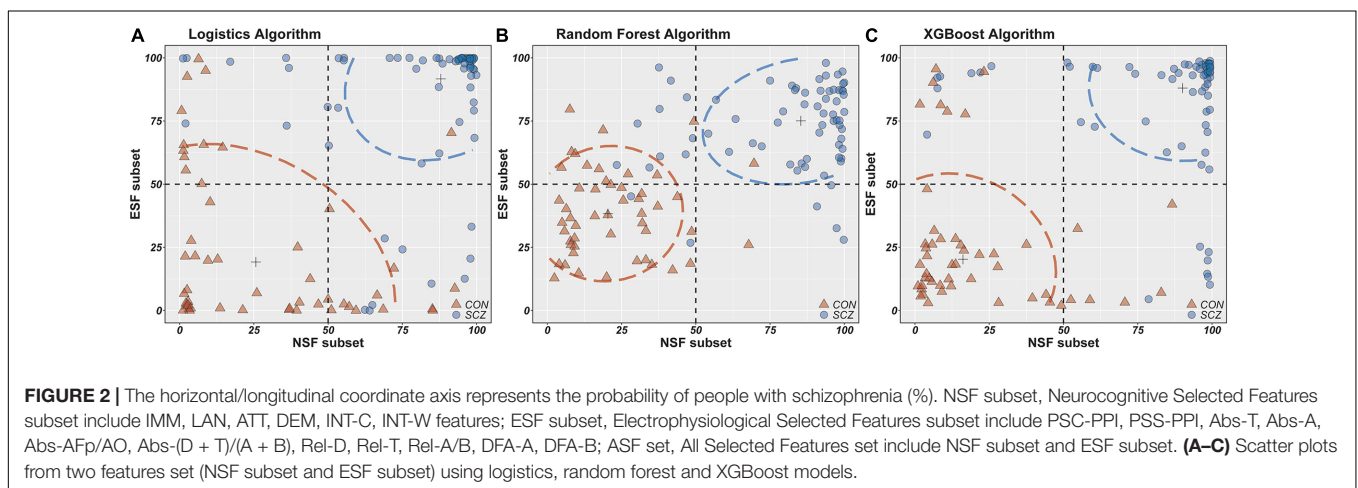 A Logistics Algorithm
B Random Forest Algorithm
C XGBoost Algorithm
ESF subset
100
75
50
25
0
0 25 50 75 100
NSF subset
CON
SCZ
ESF subset
100
75
50
25
0
0 25 50 75 100
NSF subset
CON
SCZ
ESF subset
100
75
50
25
0
0 25 50 75 100
NSF subset
CON
SCZ
FIGURE 2 | The horizontal/longitudinal coordinate axis represents the probability of people with schizophrenia (%). NSF subset, Neurocognitive Selected Features
subset include IMM, LAN, ATT, DEM, INT-C, INT-W features; ESF subset, Electrophysiological Selected Features subset include PSC-PPI, PSS-PPI, Abs-T, Abs-A,
Abs-AFp/AO, Abs-(D + T)/(A + B), Rel-D, Rel-T, Rel-A/B, DFA-A, DFA-B; ASF set, All Selected Features set include NSF subset and ESF subset. (A–C) Scatter plots
from two features set (NSF subset and ESF subset) using logistics, random forest and XGBoost models.